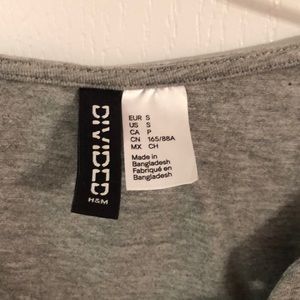 DIVIDED
H&M
EUR S
US S
CA P
CN 165/88A
MX CH
Made in
Bangladesh
Fabriqué en
Bangladesh